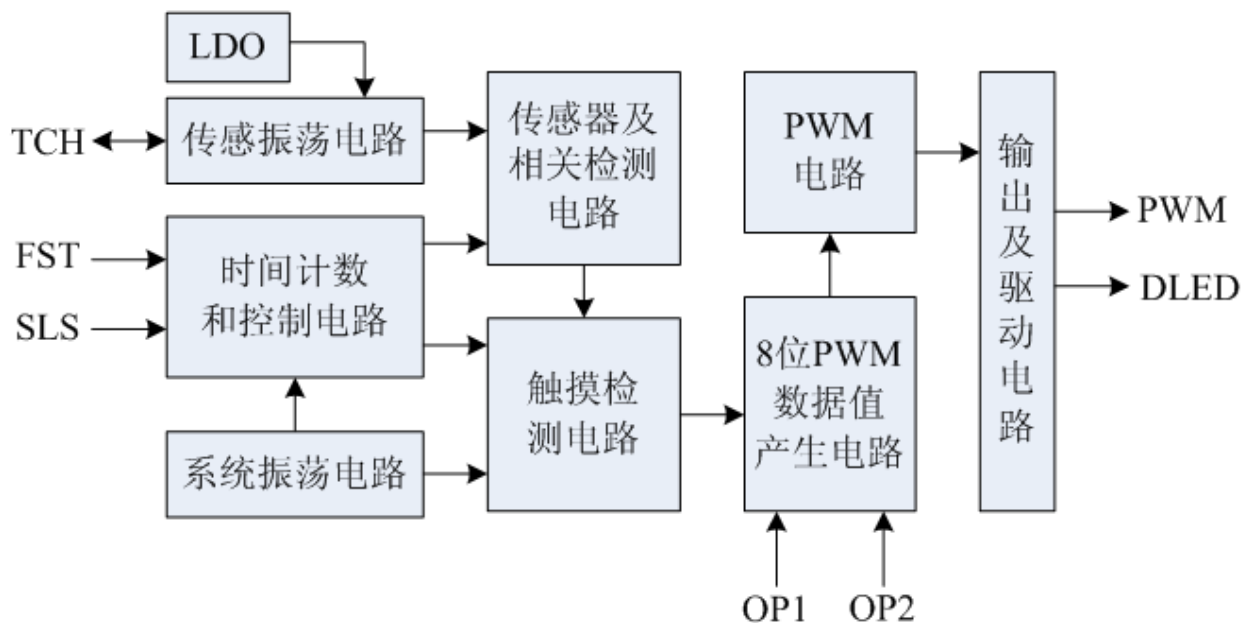 LDO
TCH
传感振荡电路
传感器及
相关检测
电路
PWM
电路
输
出
及
驱
动
电
路
PWM
DLED
FST
SLS
时间计数
和控制电路
触摸检
测电路
8位PWM
数据值
产生电路
系统振荡电路
OP1
OP2